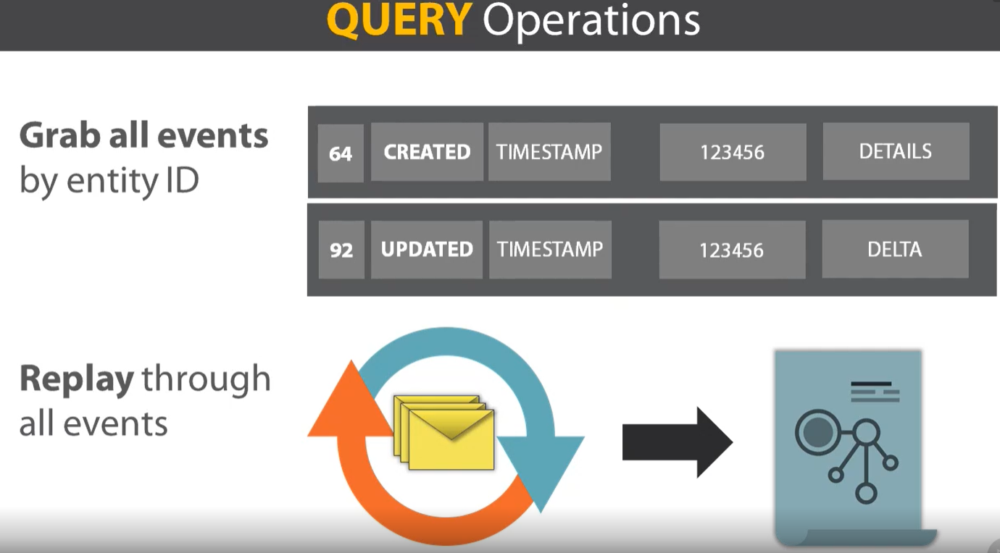 QUERY Operations
Grab all events
by entity ID
64 CREATED TIMESTAMP 123456 DETAILS
92 UPDATED TIMESTAMP 123456 DELTA
Replay through
all events